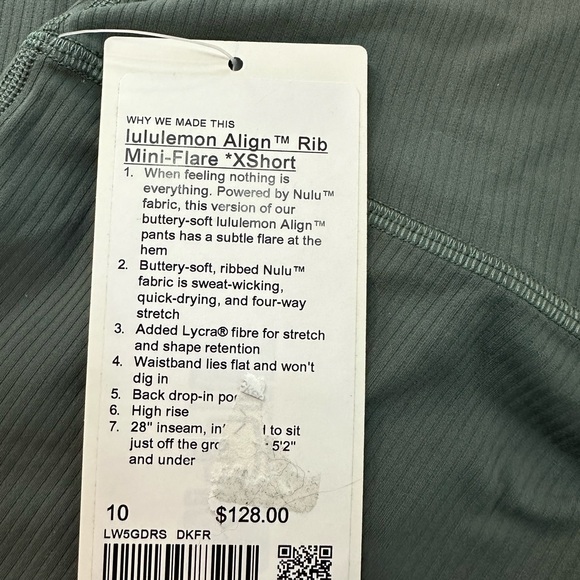 WHY WE MADE THIS
lululemon Align™ Rib
Mini-Flare *XShort
1. When feeling nothing is
everything. Powered by Nulu™
fabric, this version of our
buttery-soft lululemon Align™
pants has a subtle flare at the
hem
2. Buttery-soft, ribbed Nulu™
fabric is sweat-wicking,
quick-drying, and four-way
stretch
3. Added Lycra® fibre for stretch
and shape retention
4. Waistband lies flat and won't
dig in
5. Back drop-in
6. High rise
7. 28" inseam, to sit
just off the 5'2"
and under
10 $128.00
LW5GDRS DKFR